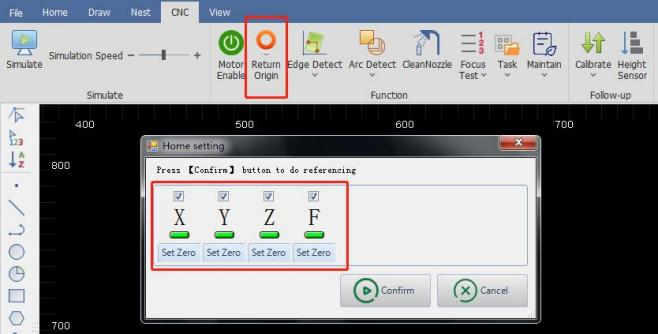 File Home Draw Nest CNC View
Simulate Simulation Speed - +
Motor Enable Return Origin Edge Detect Arc Detect CleanNozzle Focus Test Task Maintain Calibrate Height Sensor
Simulate Function Follow-up
400 500 600 700
Home setting
800
Press 【Confirm】 button to do referencing
X Y Z F
Set Zero Set Zero Set Zero Set Zero
Confirm Cancel
700